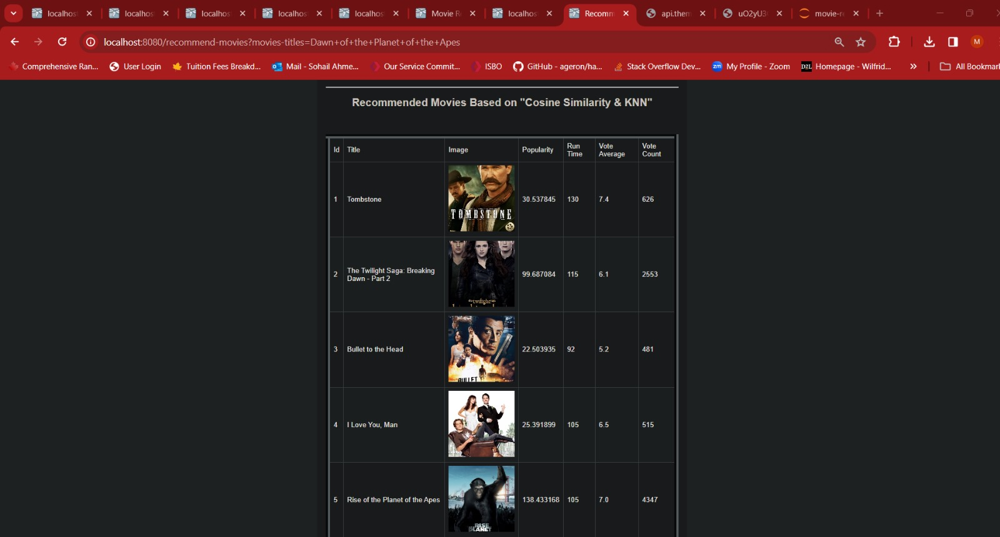 localhos
localhos
localhos
localhos
localhos
Movie R
localhos
Recomm
api.them
uO2yU3
movie-re
localhost:8080/recommend-movies?movies-titles=Dawn+of+the+Planet+of+the+Apes
M
Comprehensive Ran...
User Login
Tuition Fees Breakd...
Mail - Sohail Ahme...
Our Service Commit...
ISBO
GitHub - ageron/ha...
Stack Overflow Dev...
zm My Profile - Zoom
D2L Homepage - Wilfrid...
»
All Bookmar
Recommended Movies Based on "Cosine Similarity & KNN"
Id Title Image Popularity Run Time Vote Average Vote Count
1 Tombstone 30.537845 130 7.4 626
TOMBSTONE
2 The Twilight Saga: Breaking Dawn - Part 2 99.687084 115 6.1 2553
twilight
3 Bullet to the Head 22.503935 92 5.2 481
BULLET
4 I Love You, Man 25.391899 105 6.5 515
5 Rise of the Planet of the Apes 138.433168 105 7.0 4347
RISE
PLANET